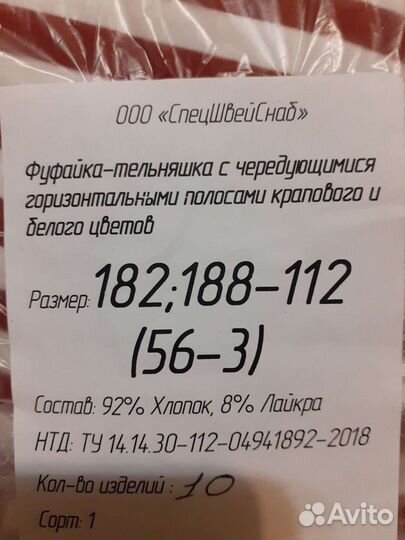 ООО «СпецШвейСнаб»
Фуфайка-тельняшка с чередующимися
горизонтальными полосами крапового и
белого цветов
Размер: 182;188-112
(56-3)
Состав: 92% Хлопок, 8% Лайкра
НТД: ТУ 14.14.30-112-04941892-2018
Кол-во изделий : 10
Сорт: 1
Avito